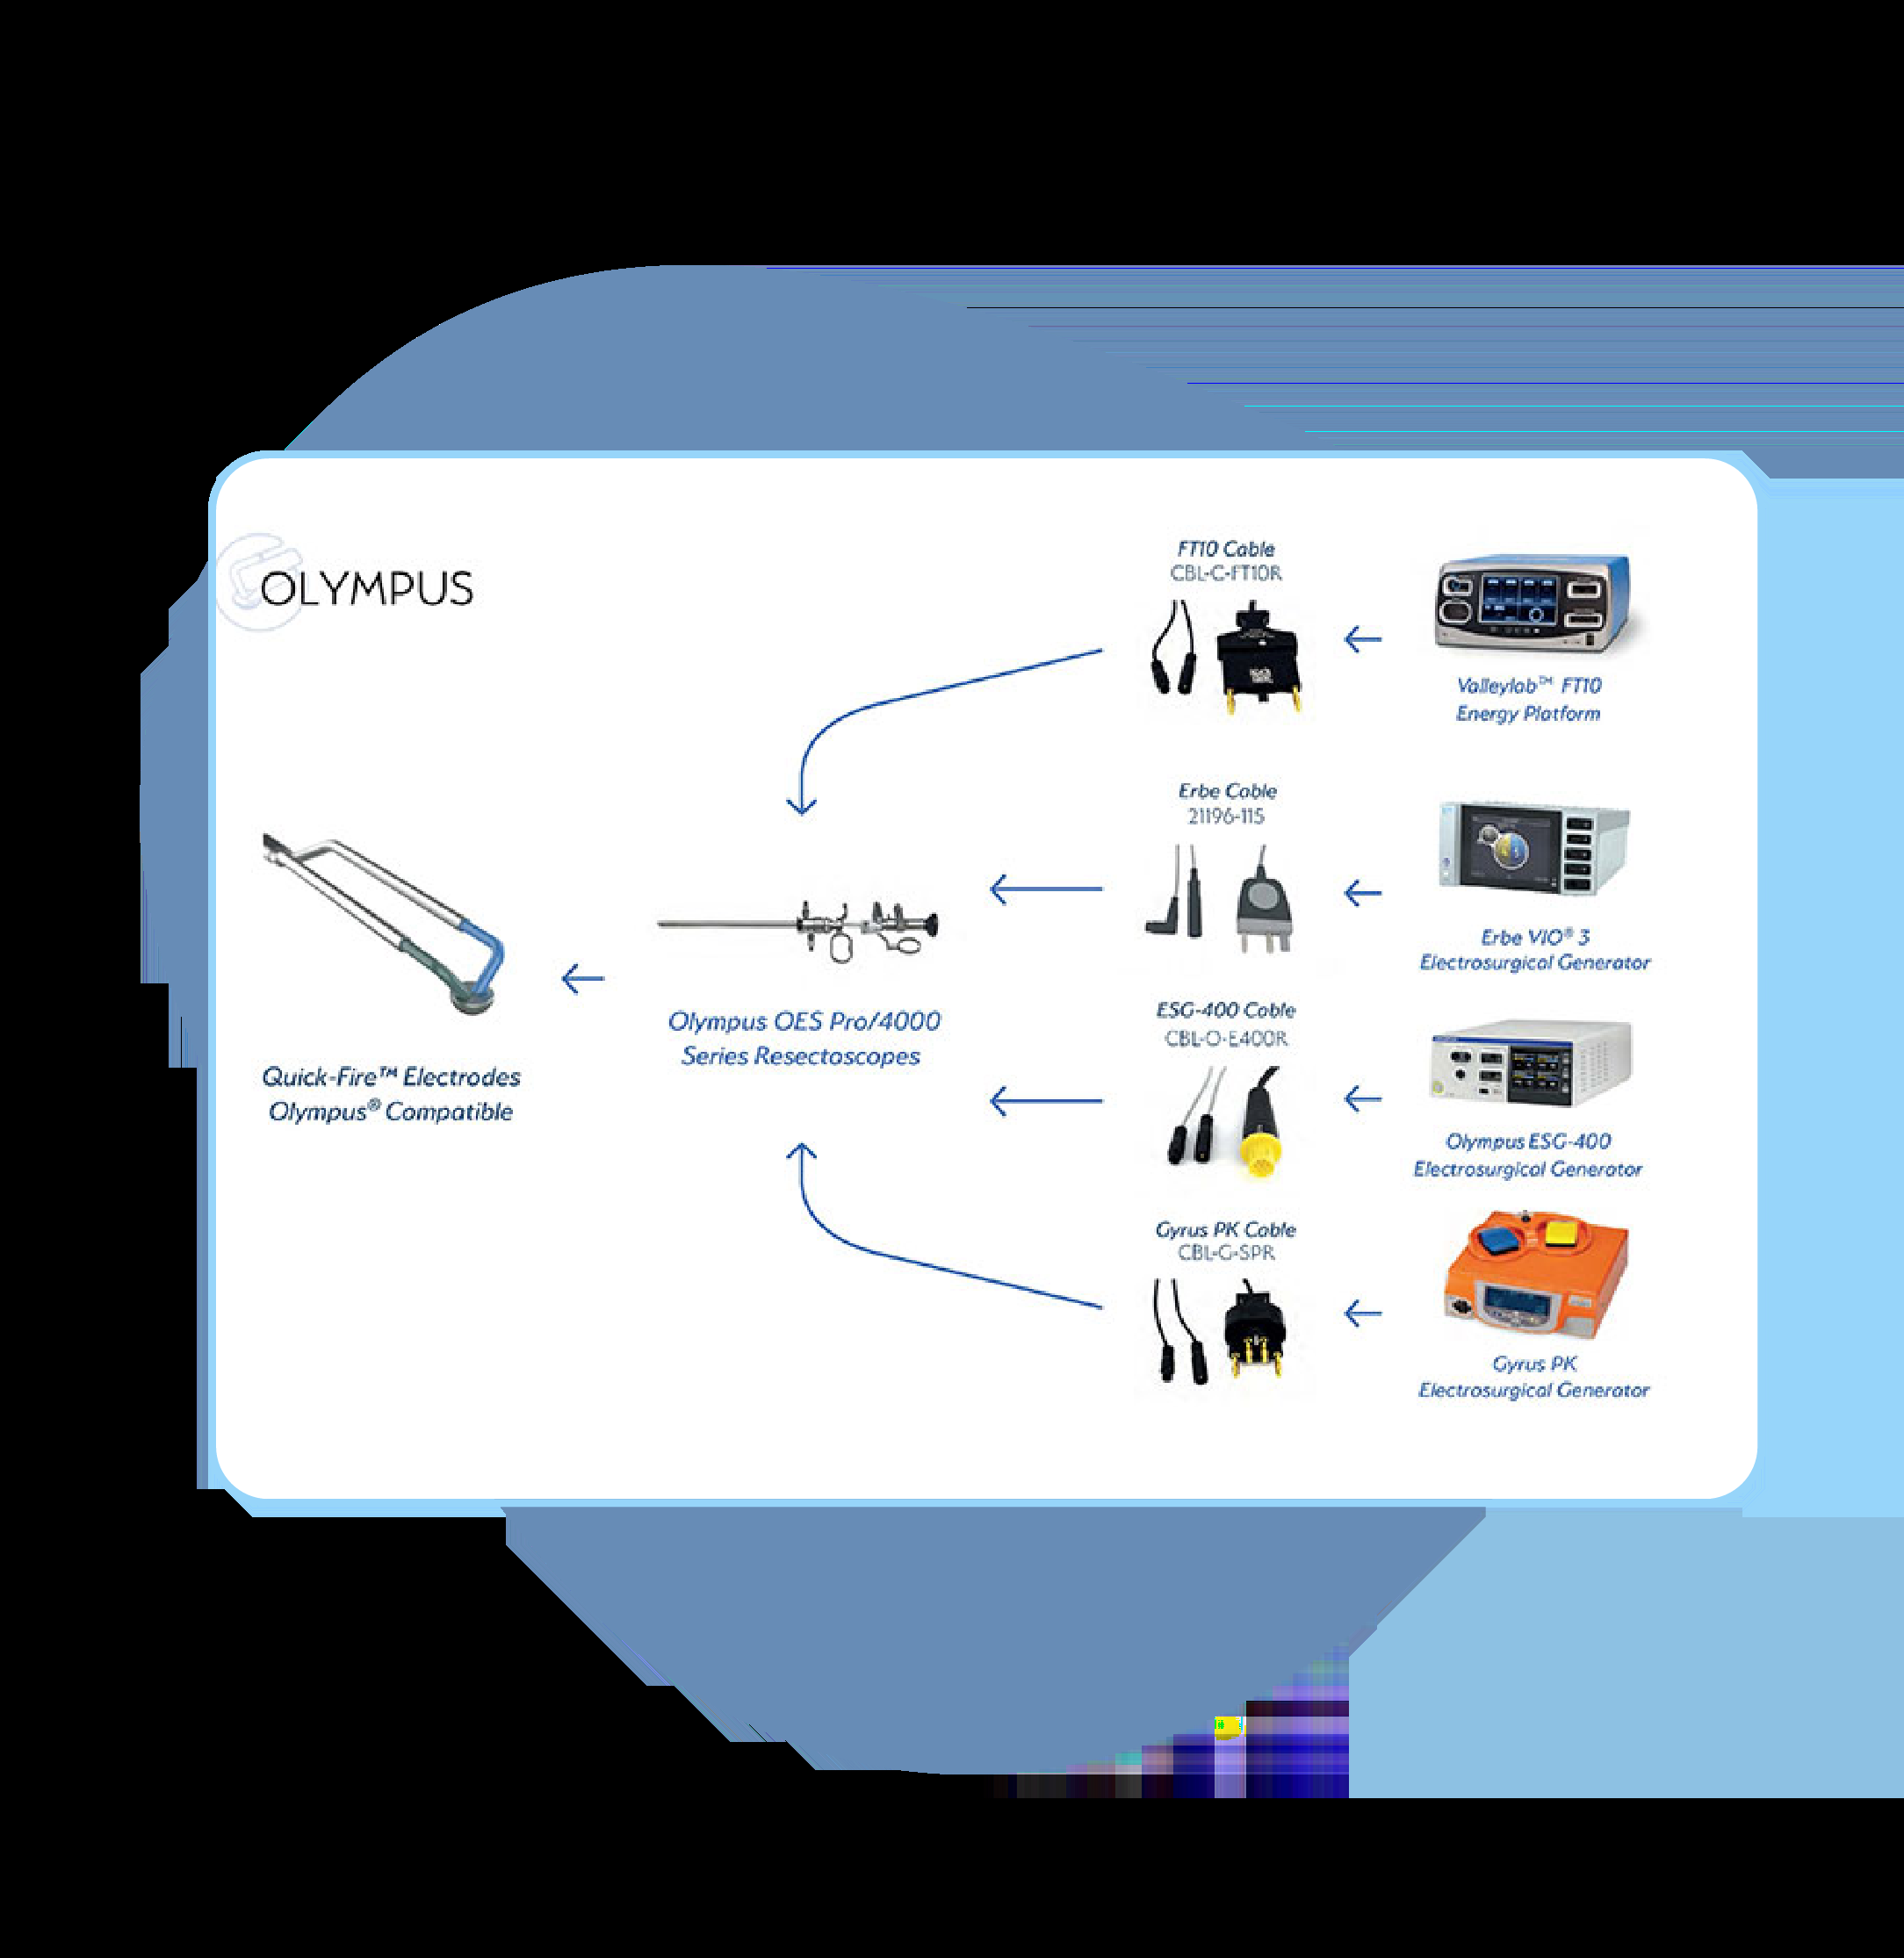 OLYMPUS
FT10 Cable
CBL-C-FT10R
Valleylab™ FT10
Energy Platform
Erbe Cable
21196-115
Erbe VIO® 3
Electrosurgical Generator
Olympus OES Pro/4000
Series Resectoscopes
Quick-Fire™ Electrodes
Olympus® Compatible
ESG-400 Cable
CBL-O-E400R
Olympus ESG-400
Electrosurgical Generator
Gyrus PK Cable
CBL-G-SPR
Gyrus PK
Electrosurgical Generator